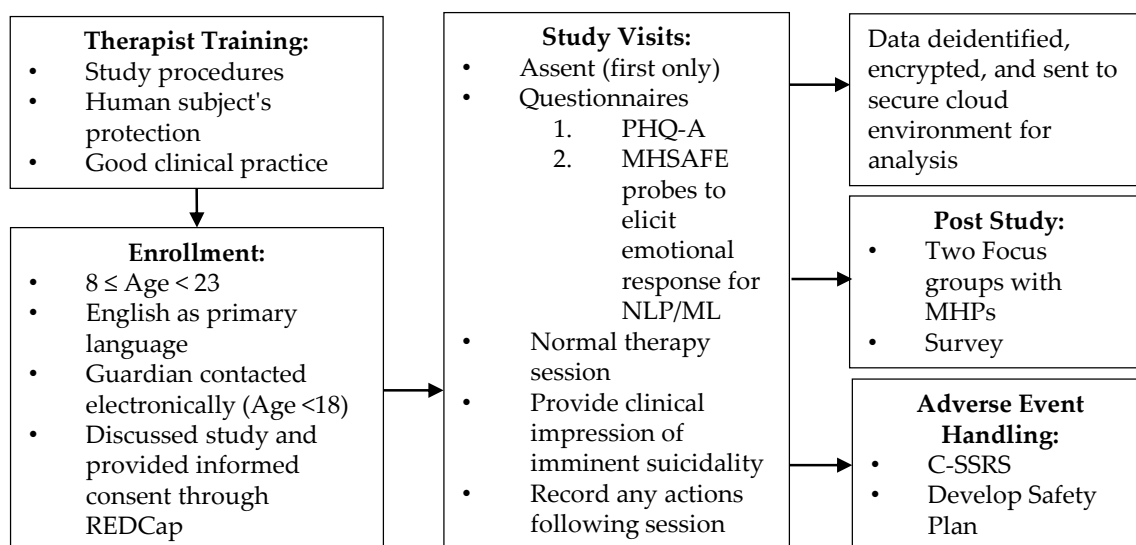 Therapist Training:
• Study procedures
• Human subject's
protection
• Good clinical practice
Enrollment:
• 8 ≤ Age < 23
• English as primary
language
• Guardian contacted
electronically (Age <18)
• Discussed study and
provided informed
consent through
REDCap
Study Visits:
• Assent (first only)
• Questionnaires
1. PHQ-A
2. MHSAFE
probes to
elicit
emotional
response for
NLP/ML
• Normal therapy
session
• Provide clinical
impression of
imminent suicidality
• Record any actions
following session
Data deidentified,
encrypted, and sent to
secure cloud
environment for
analysis
Post Study:
• Two Focus
groups with
MHPs
• Survey
Adverse Event
Handling:
• C-SSRS
• Develop Safety
Plan